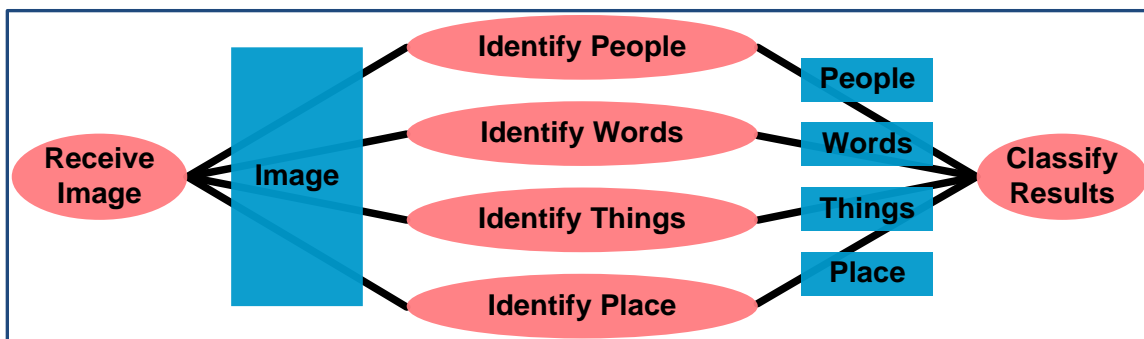 Receive
Image
Image
Identify People
Identify Words
Identify Things
Identify Place
People
Words
Things
Place
Classify
Results